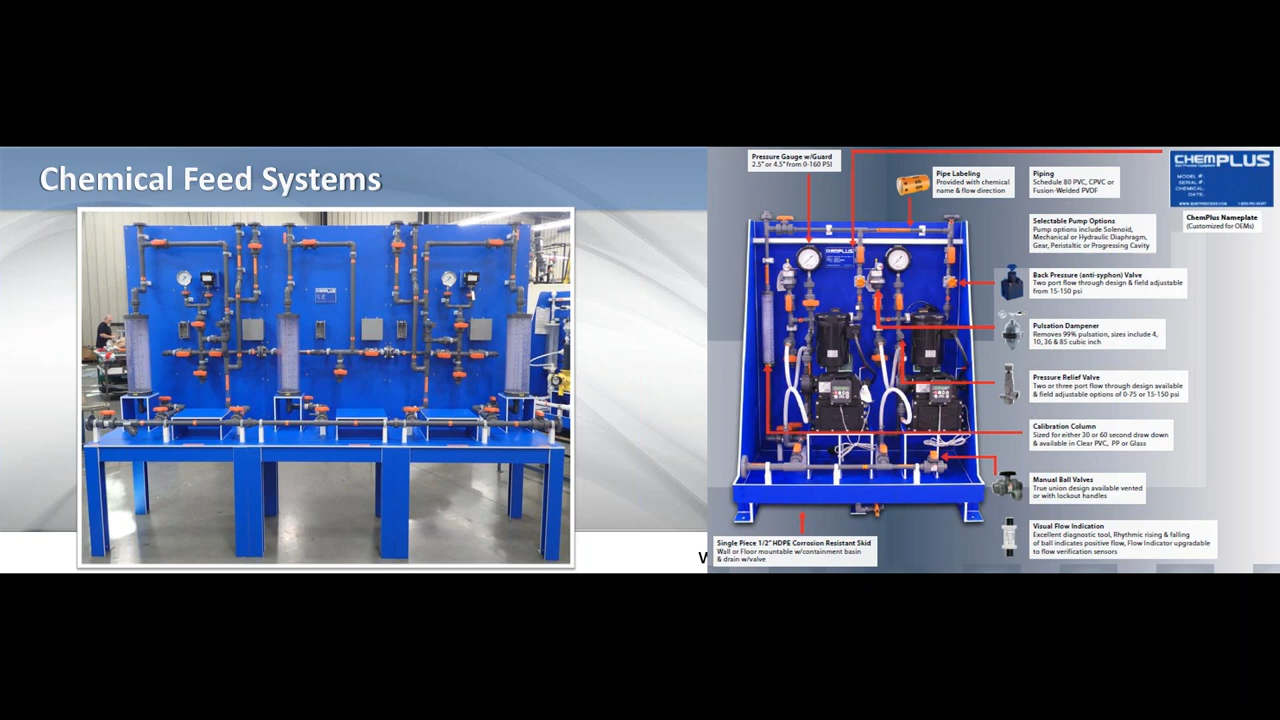 Chemical Feed Systems
CHEMPLUS
Pressure Gauge w/Guard
2.5" or 4.5" from 0-160 PSI
Pipe Labeling
Provided with chemical
name & flow direction
Piping
Schedule 80 PVC, CPVC or
Fusion-Welded PVDF
CHEMPLUS
MODEL #:
SERIAL #:
CHEMICAL:
DATE:
ChemPlus Nameplate
(Customized for OEMs)
Selectable Pump Options
Pump options include Solenoid,
Mechanical or Hydraulic Diaphragm,
Gear, Peristaltic or Progressing Cavity
CHEMPLUS
Back Pressure (anti-syphon) Valve
Two port flow through design & field adjustable
from 15-150 psi
Pulsation Dampener
Removes 99% pulsation, sizes include 4,
10, 36 & 85 cubic inch
Pressure Relief Valve
Two or three port flow through design available
& field adjustable options of 0-75 or 15-150 psi
Calibration Column
Sized for either 30 or 60 second draw down
& available in Clear PVC, PP or Glass
Manual Ball Valves
True union design available vented
or with lockout handles
Visual Flow Indication
Excellent diagnostic tool, Rhythmic rising & falling
of ball indicates positive flow, Flow Indicator upgradable
to flow verification sensors
Single Piece 1/2" HDPE Corrosion Resistant Skid
Wall or Floor mountable w/containment basin
& drain w/valve